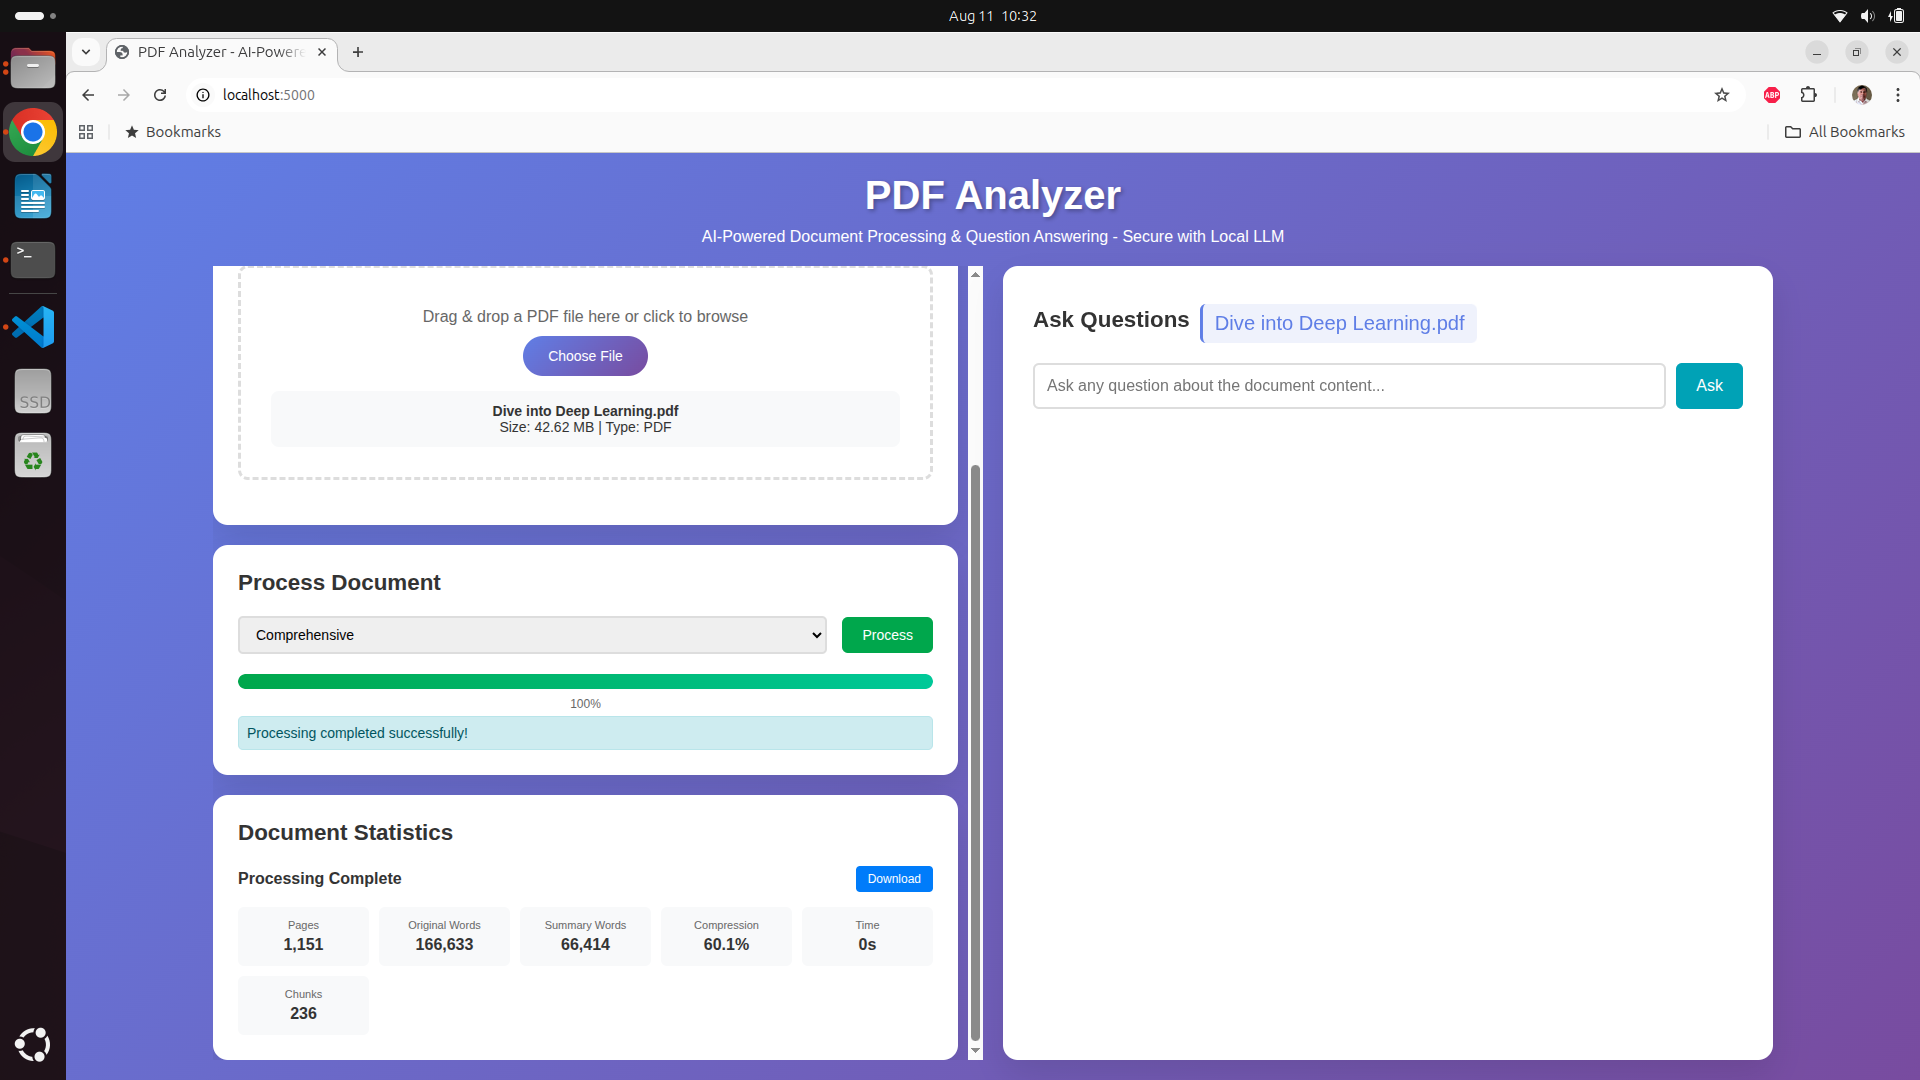 Aug 11 10:32
PDF Analyzer - AI-Powere
localhost:5000
ABP
Bookmarks
All Bookmarks
>_
SSD
PDF Analyzer
AI-Powered Document Processing & Question Answering - Secure with Local LLM
Drag & drop a PDF file here or click to browse
Choose File
Dive into Deep Learning.pdf
Size: 42.62 MB | Type: PDF
Process Document
Comprehensive
Process
100%
Processing completed successfully!
Document Statistics
Processing Complete
Download
Pages
1,151
Original Words
166,633
Summary Words
66,414
Compression
60.1%
Time
0s
Chunks
236
Ask Questions
Dive into Deep Learning.pdf
Ask any question about the document content...
Ask